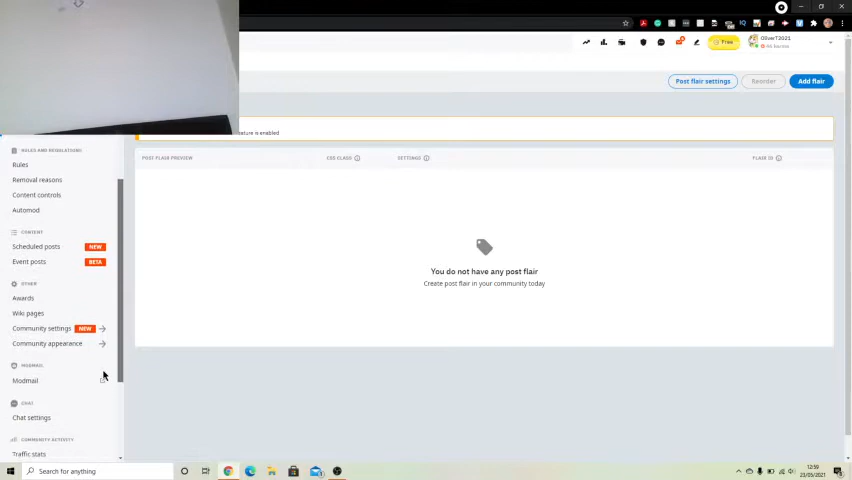 Free
OliverT2021
Post flair settings
Reorder
Add flair
ature is enabled
POST FLAIR PREVIEW
CSS CLASS
SETTINGS
FLAIR ID
RULES AND REGULATIONS
Rules
Removal reasons
Content controls
Automod
CONTENT
Scheduled posts NEW
Event posts BETA
OTHER
Awards
Wiki pages
Community settings NEW
Community appearance
MODMAIL
Modmail
CHAT
Chat settings
COMMUNITY ACTIVITY
Traffic stats
You do not have any post flair
Create post flair in your community today
Search for anything
12:59
23/05/2021